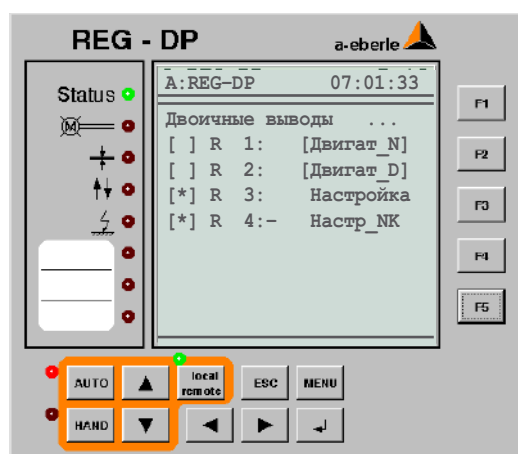 REG - DP
a-eberle
Status
M
A:REG-DP 07:01:33
Двоичные выводы ...
[ ] R 1: [Двигат_N]
[ ] R 2: [Двигат_D]
[*] R 3: Настройка
[*] R 4:- Настр_NK
F1
F2
F3
F4
F5
AUTO
local
remote
ESC
MENU
HAND